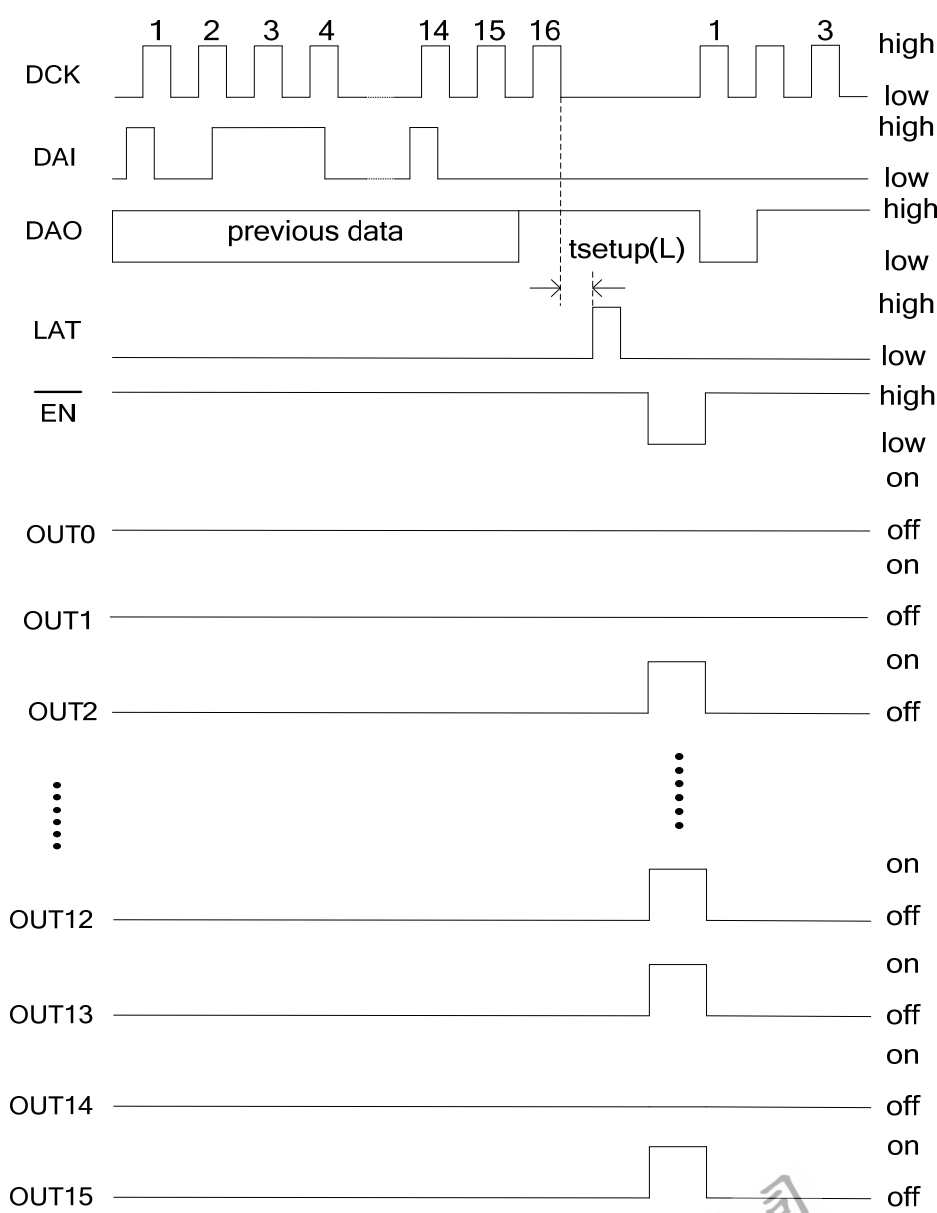 1 2 3 4 14 15 16 1 3
DCK
high
low
DAI
high
low
DAO
previous data
high
low
tsetup(L)
LAT
high
low
EN
high
low
OUT0
on
off
OUT1
on
off
OUT2
on
off
OUT12
on
off
OUT13
on
off
OUT14
on
off
OUT15
on
off
司